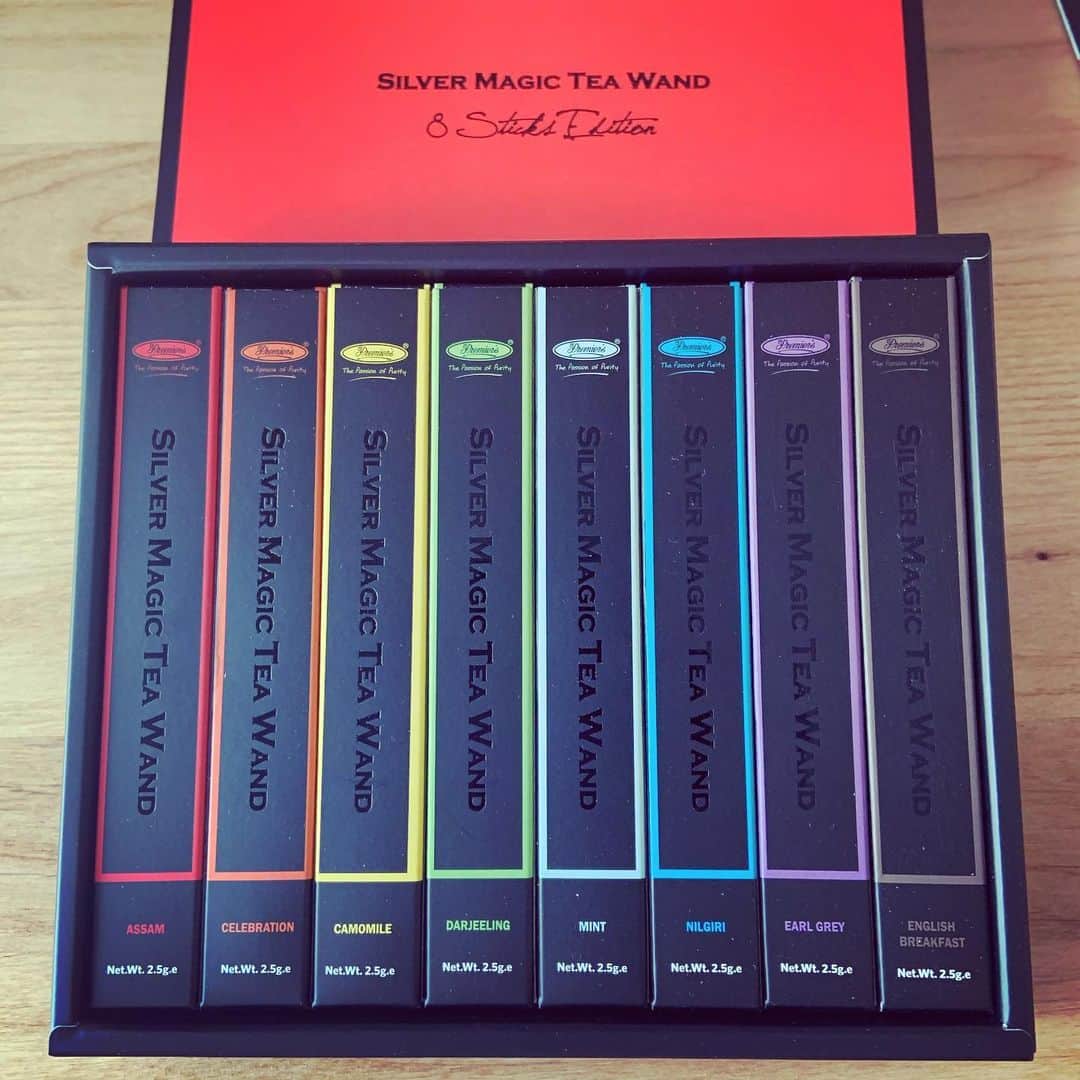 SILVER MAGIC TEA WAND
8 Sticks Edition
Premier's®
The Passion of Purity
SILVER MAGIC TEA WAND
ASSAM
Net.Wt. 2.5g.e
Premier's®
The Passion of Purity
SILVER MAGIC TEA WAND
CELEBRATION
Net.Wt. 2.5g.e
Premier's®
The Passion of Purity
SILVER MAGIC TEA WAND
CAMOMILE
Net.Wt. 2.5g.e
Premier's®
The Passion of Purity
SILVER MAGIC TEA WAND
DARJEELING
Net.Wt. 2.5g.e
Premier's®
The Passion of Purity
SILVER MAGIC TEA WAND
MINT
Net.Wt. 2.5g.e
Premier's®
The Passion of Purity
SILVER MAGIC TEA WAND
NILGIRI
Net.Wt. 2.5g.e
Premier's®
The Passion of Purity
SILVER MAGIC TEA WAND
EARL GREY
Net.Wt. 2.5g.e
Premier's®
The Passion of Purity
SILVER MAGIC TEA WAND
ENGLISH
BREAKFAST
Net.Wt. 2.5g.e